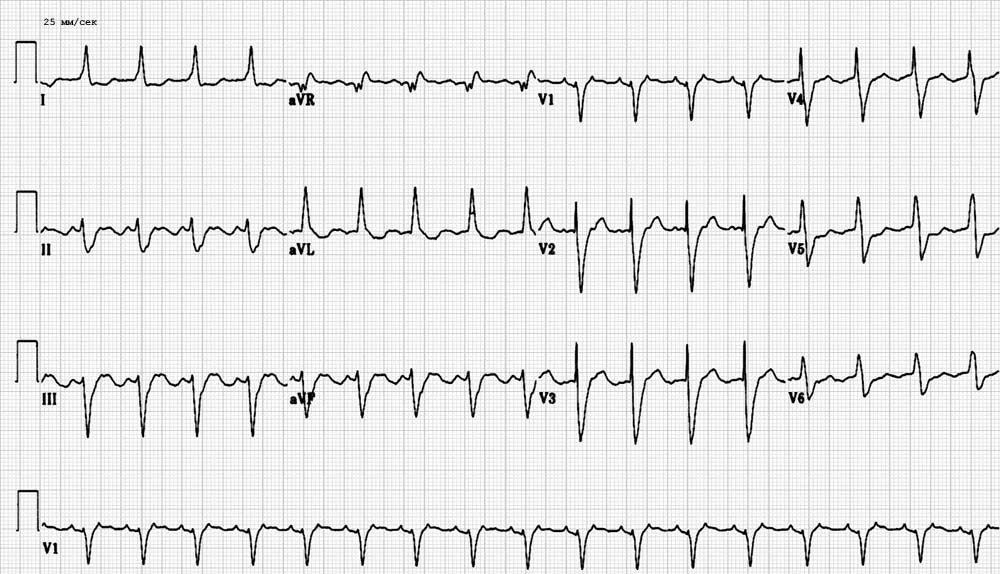 25 мм/сек
I aVR V1 V4
II aVL V2 V5
III aVF V3 V6
V1